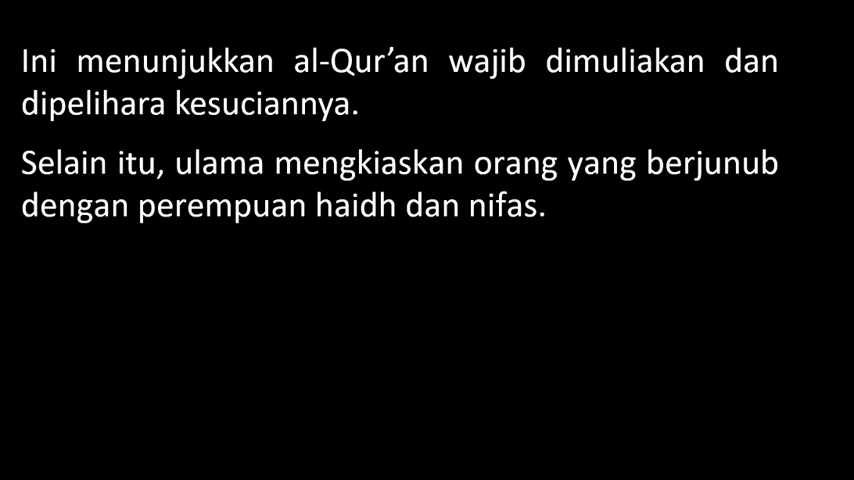 Ini menunjukkan al-Qur’an wajib dimuliakan dan
dipelihara kesuciannya.
Selain itu, ulama mengkiaskan orang yang berjunub
dengan perempuan haidh dan nifas.